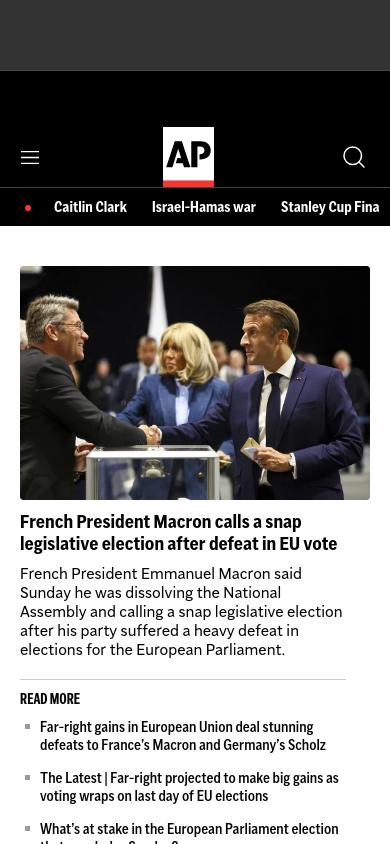 AP
Caitlin Clark Israel-Hamas war Stanley Cup Fina
French President Macron calls a snap
legislative election after defeat in EU vote
French President Emmanuel Macron said
Sunday he was dissolving the National
Assembly and calling a snap legislative election
after his party suffered a heavy defeat in
elections for the European Parliament.
READ MORE
Far-right gains in European Union deal stunning
defeats to France’s Macron and Germany’s Scholz
The Latest | Far-right projected to make big gains as
voting wraps on last day of EU elections
What’s at stake in the European Parliament election